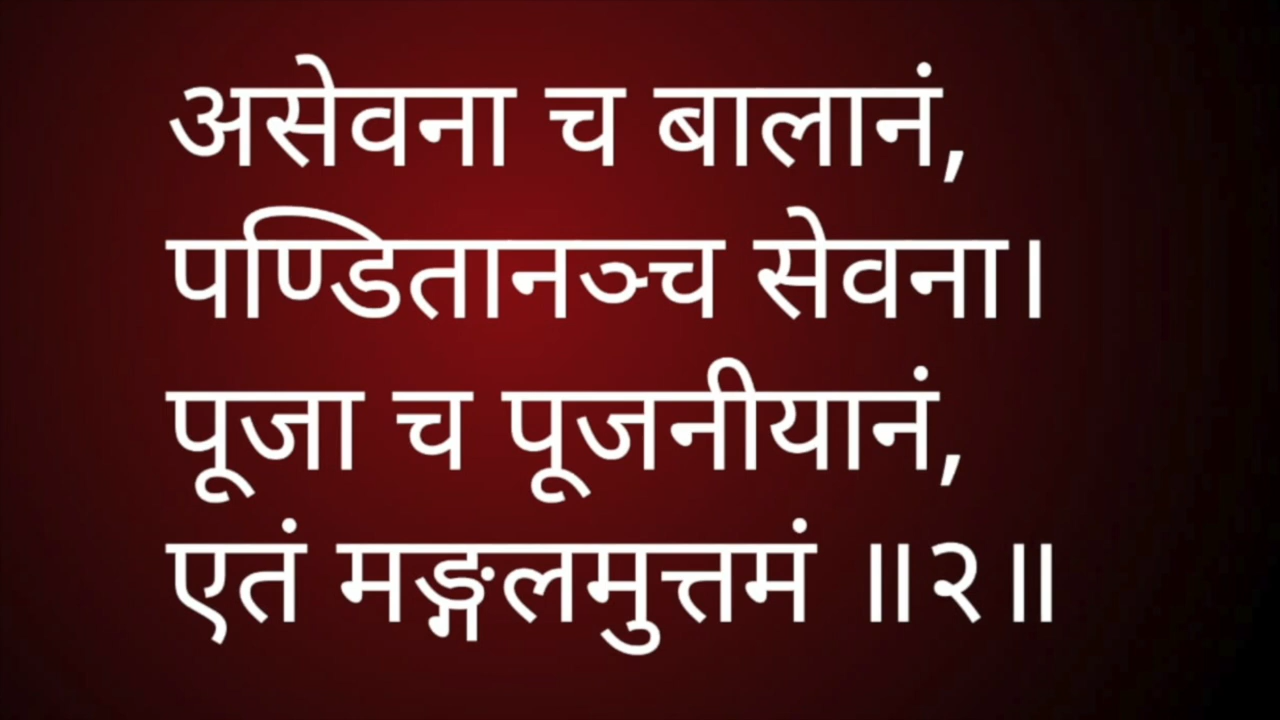 असेवना च बालानं,
पण्डितानञ्च सेवना।
पूजा च पूजनीयानं,
एतं मङ्गलमुत्तमं ॥२॥